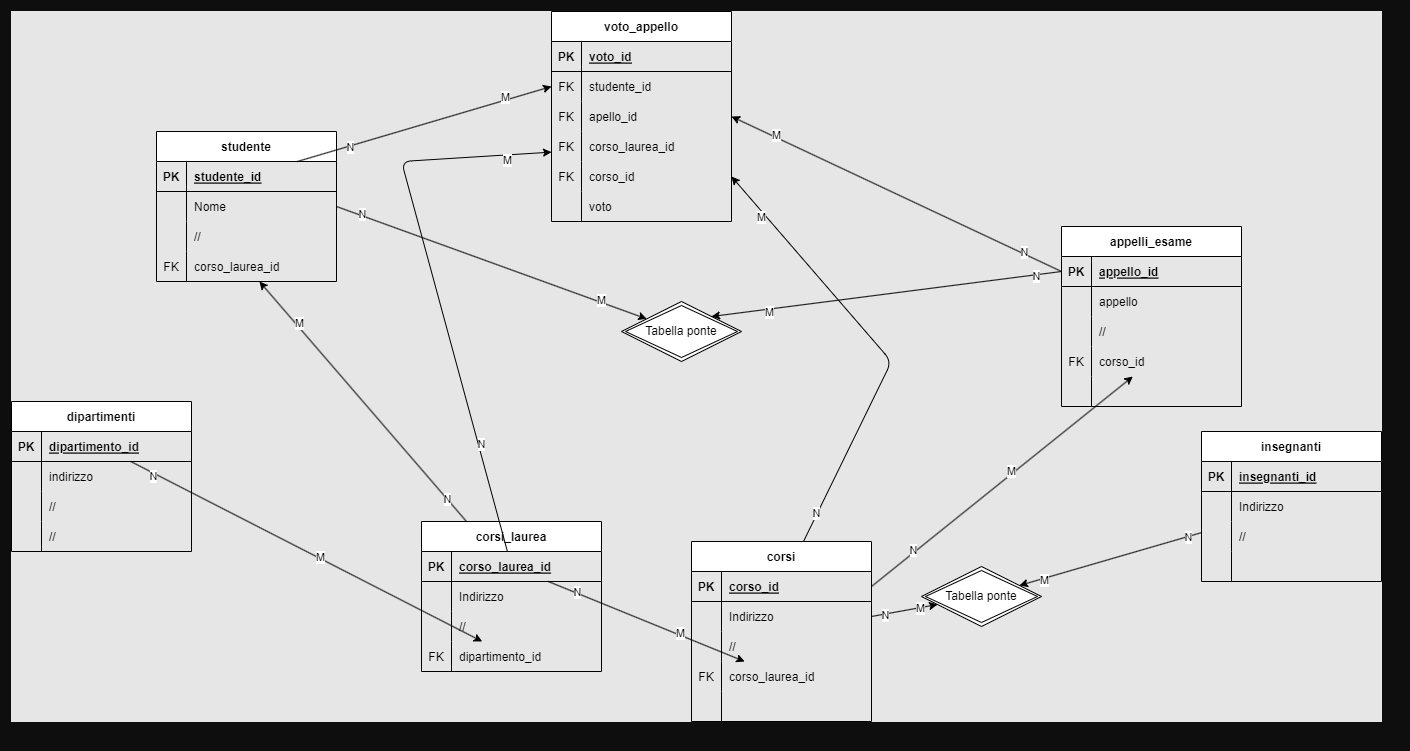 voto_appello
PK voto_id
FK studente_id
FK apello_id
FK corso_laurea_id
FK corso_id
voto
studente
PK studente_id
Nome
//
FK corso_laurea_id
appelli_esame
PK appello_id
appello
//
FK corso_id
Tabella ponte
dipartimenti
PK dipartimento_id
indirizzo
//
//
insegnanti
PK insegnanti_id
Indirizzo
//
corsi_laurea
PK corso_laurea_id
Indirizzo
//
FK dipartimento_id
corsi
PK corso_id
Indirizzo
//
FK corso_laurea_id
Tabella ponte
N
M
N
M
N
M
N
M
N
M
N
M
N
M
N
M
N
M
N
M
N
M